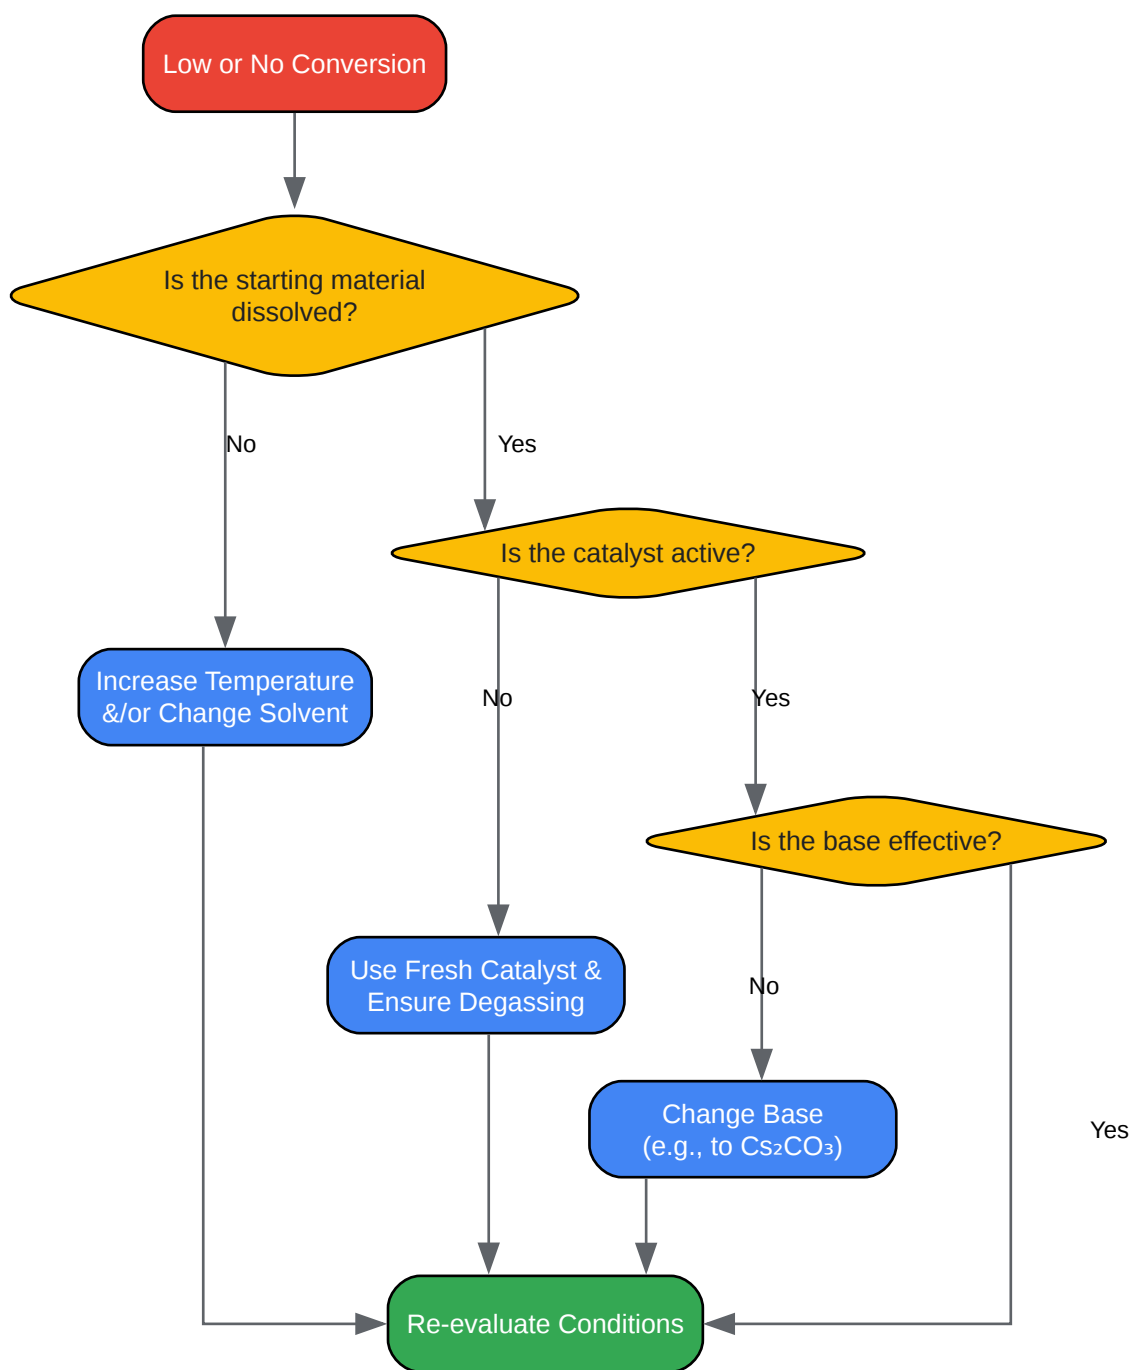 Low or No Conversion
Is the starting material
dissolved?
No
Yes
Is the catalyst active?
Increase Temperature
&/or Change Solvent
No
Yes
Is the base effective?
Use Fresh Catalyst &
Ensure Degassing
No
Change Base
(e.g., to Cs₂CO₃)
Yes
Re-evaluate Conditions